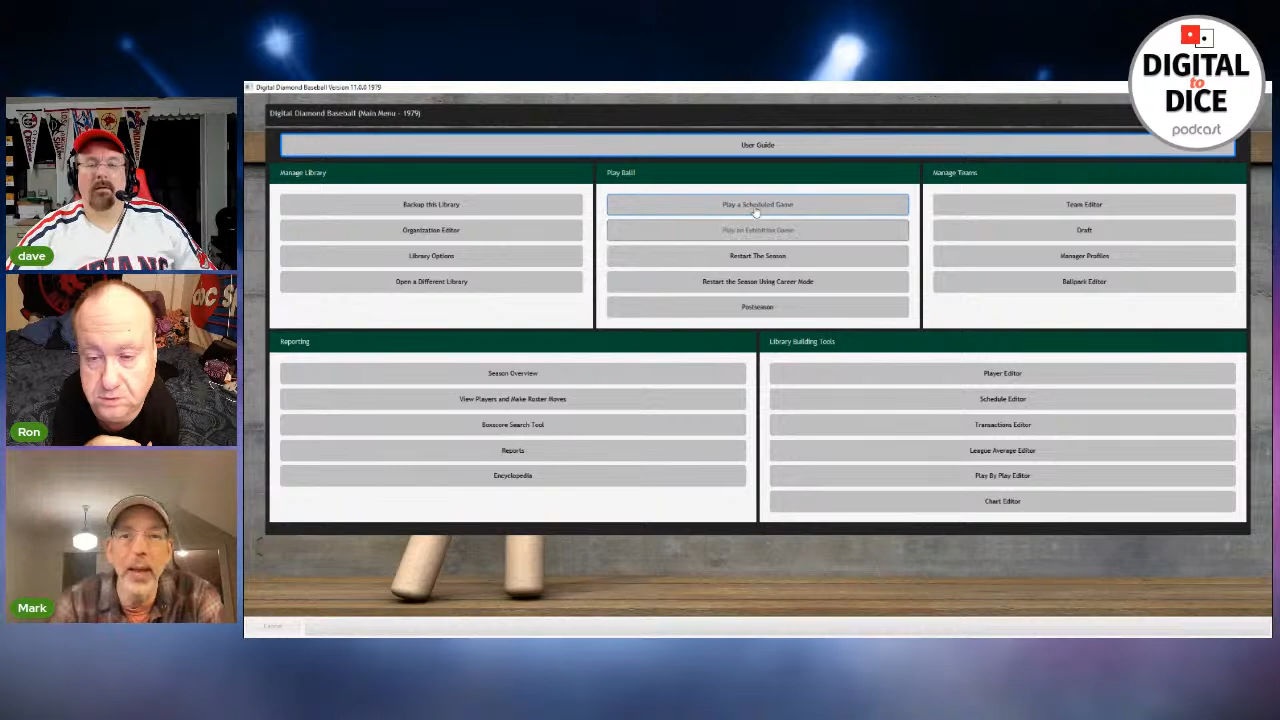 DIGITAL
to
DICE
podcast
Digital Diamond Baseball Version 11.0.0 1979
Digital Diamond Baseball (Main Menu - 1979)
User Guide
Manage Library
Backup this Library
Organization Editor
Library Options
Open a Different Library
Play Ball!
Play a Scheduled Game
Play an Exhibition Game
Restart The Season
Restart the Season Using Career Mode
Postseason
Manage Teams
Team Editor
Draft
Manager Profiles
Ballpark Editor
Reporting
Season Overview
View Players and Make Roster Moves
Boxscore Search Tool
Reports
Encyclopedia
Library Building Tools
Player Editor
Schedule Editor
Transactions Editor
League Average Editor
Play By Play Editor
Chart Editor
dave
Ron
Mark